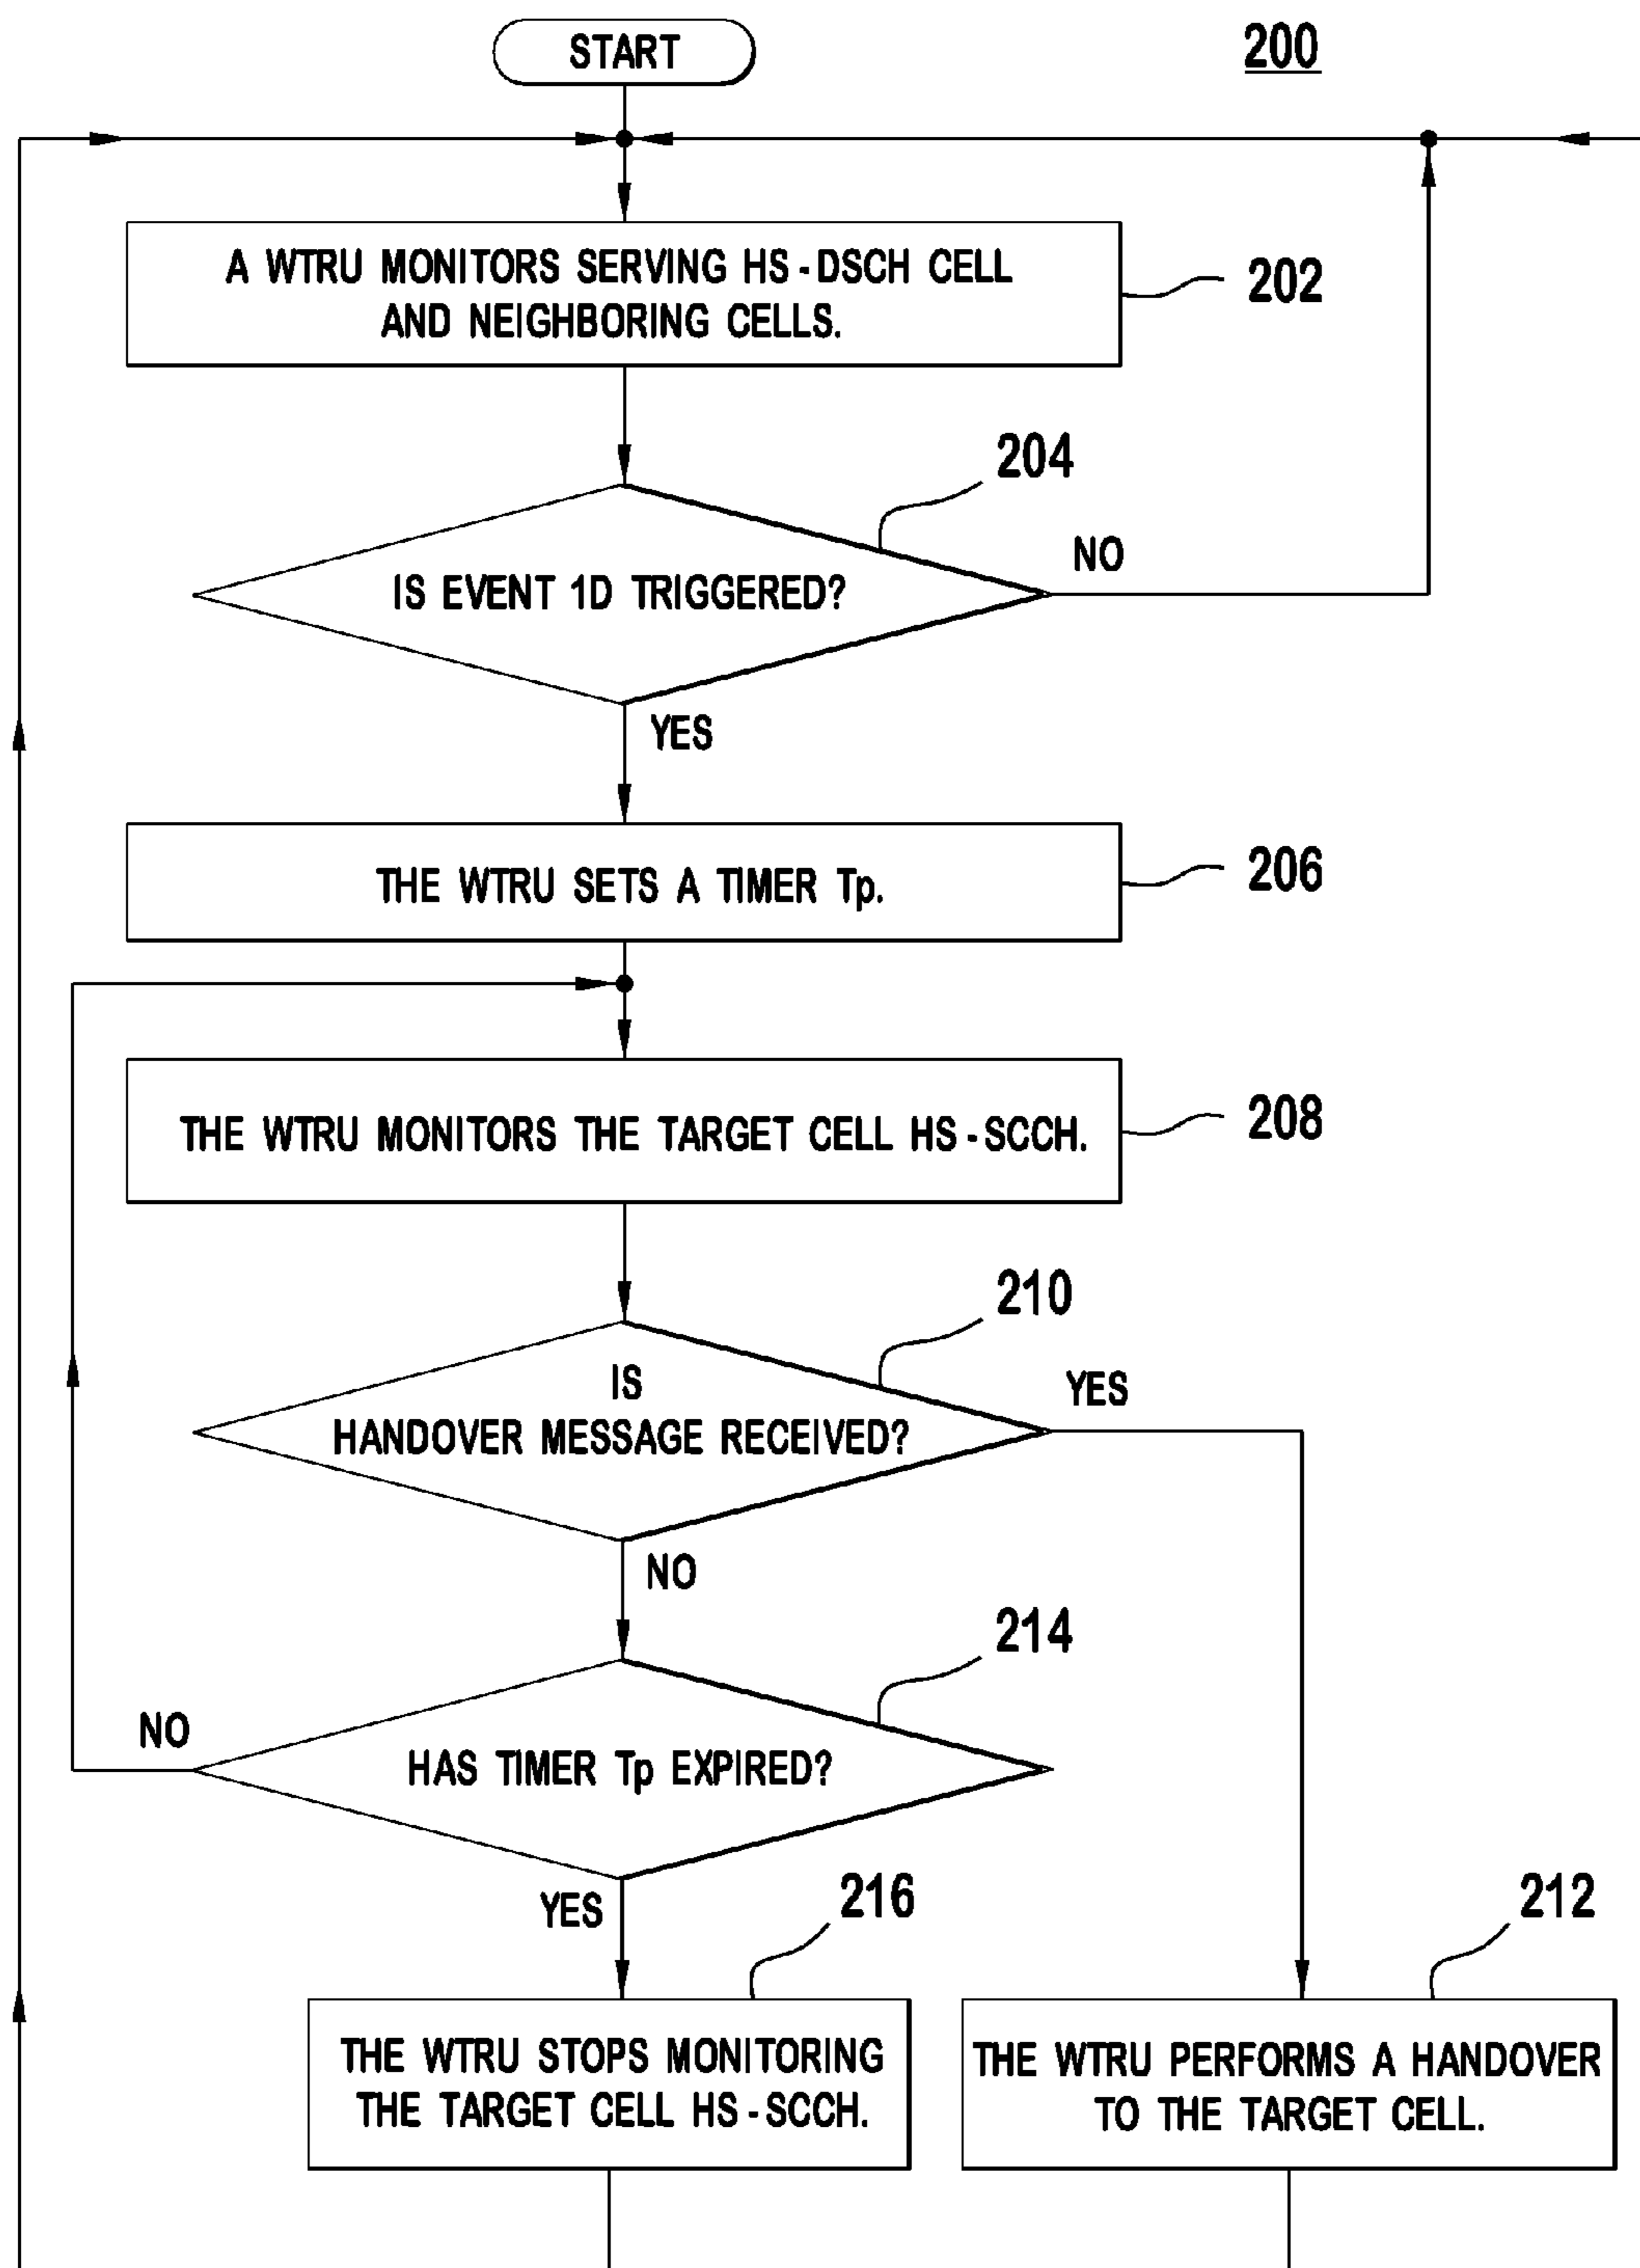 START
200
A WTRU MONITORS SERVING HS-DSCH CELL
AND NEIGHBORING CELLS.
202
204
IS EVENT 1D TRIGGERED?
NO
YES
THE WTRU SETS A TIMER Tp.
206
THE WTRU MONITORS THE TARGET CELL HS-SCCH.
208
210
IS
HANDOVER MESSAGE RECEIVED?
YES
NO
214
HAS TIMER Tp EXPIRED?
NO
YES
216
212
THE WTRU STOPS MONITORING
THE TARGET CELL HS-SCCH.
THE WTRU PERFORMS A HANDOVER
TO THE TARGET CELL.